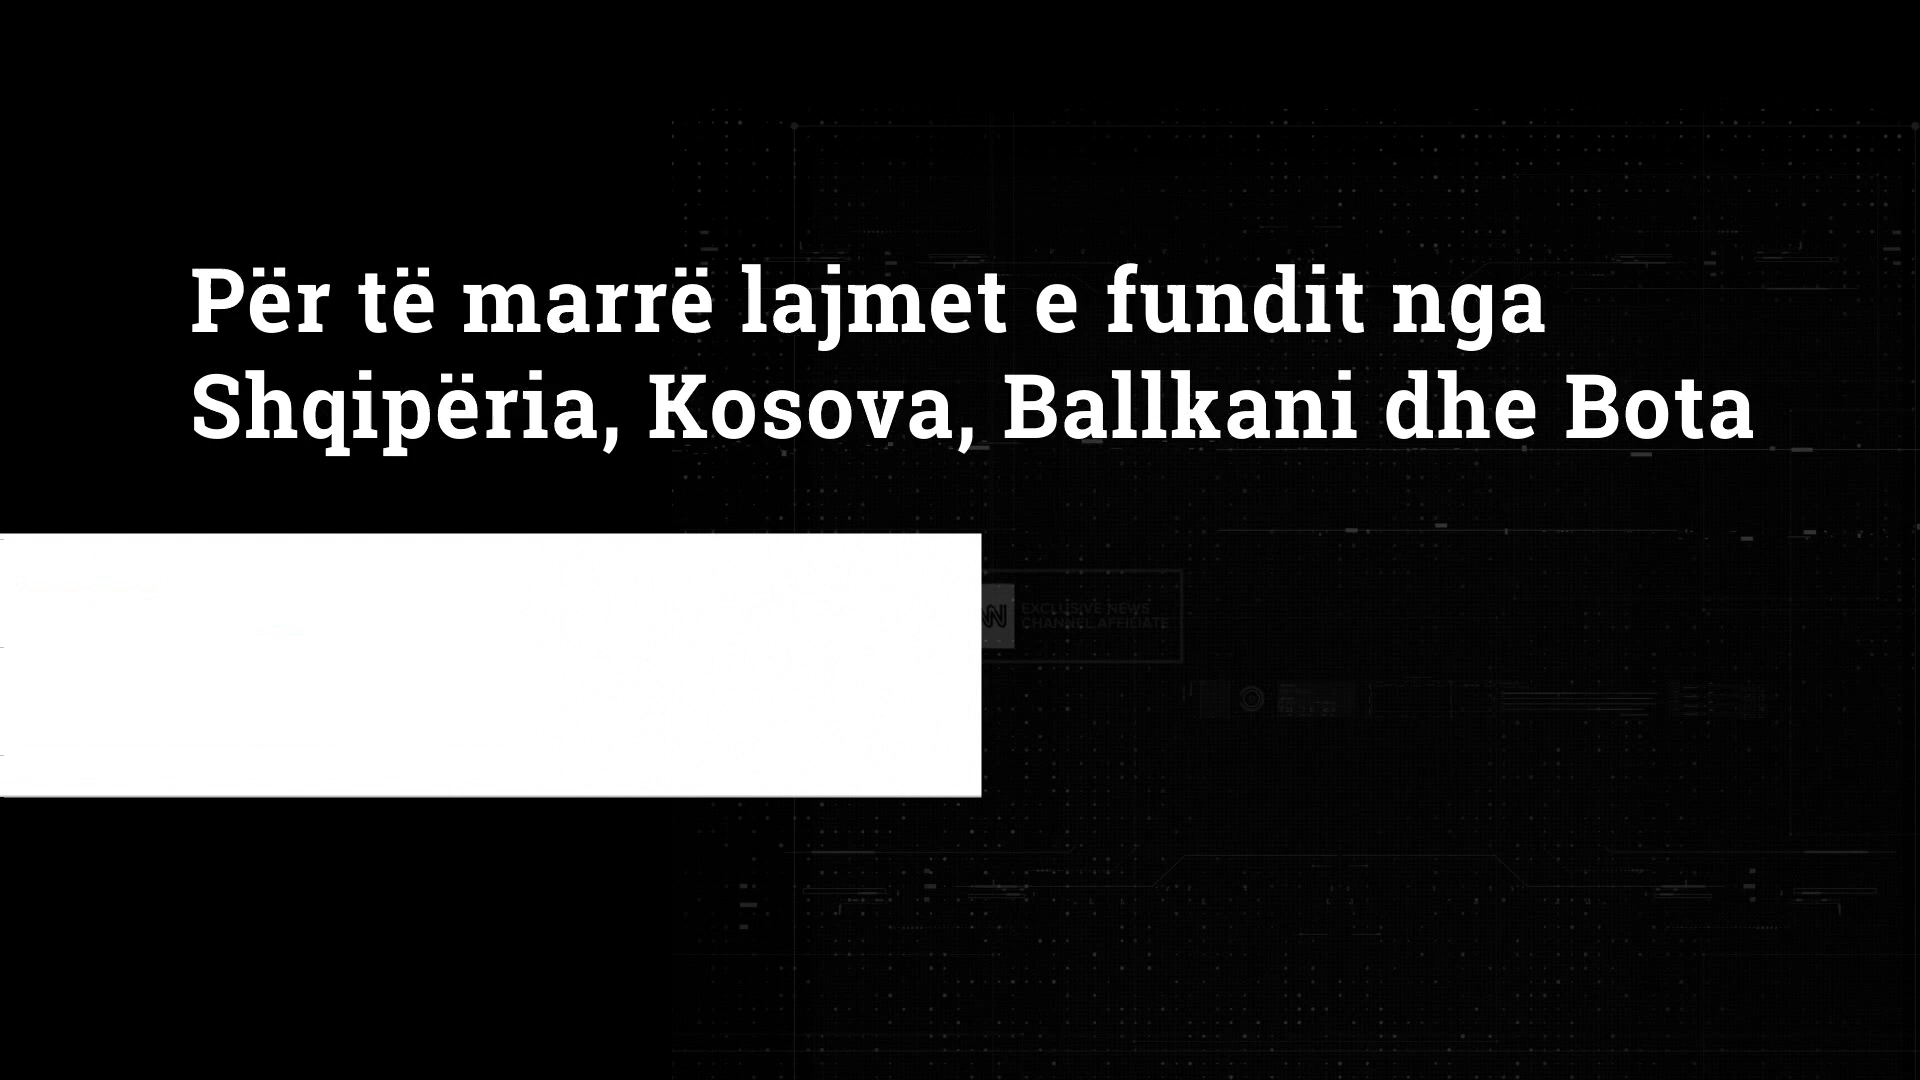 Për të marrë lajmet e fundit nga
Shqipëria, Kosova, Ballkani dhe Bota
EXCLUSIVE NEWS
CHANNEL AFFILIATE